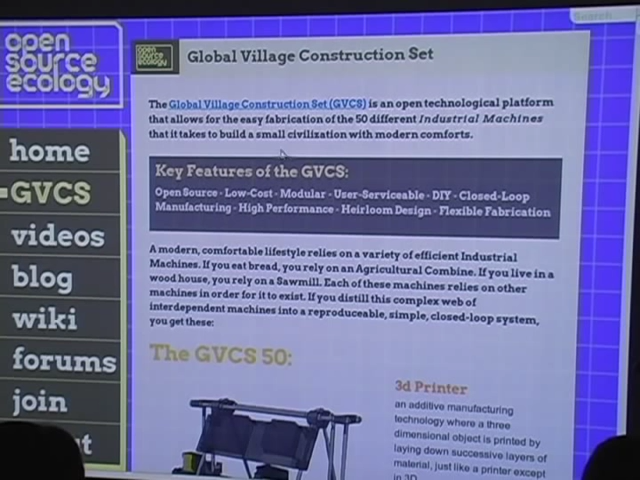 Search
open
source
ecology
home
GVCS
videos
blog
wiki
forums
join
open
source
ecology
Global Village Construction Set
The Global Village Construction Set (GVCS) is an open technological platform
that allows for the easy fabrication of the 50 different Industrial Machines
that it takes to build a small civilization with modern comforts.
Key Features of the GVCS:
Open Source - Low-Cost - Modular - User-Serviceable - DIY - Closed-Loop
Manufacturing - High Performance - Heirloom Design - Flexible Fabrication
A modern, comfortable lifestyle relies on a variety of efficient Industrial
Machines. If you eat bread, you rely on an Agricultural Combine. If you live in a
wood house, you rely on a Sawmill. Each of these machines relies on other
machines in order for it to exist. If you distill this complex web of
interdependent machines into a reproduceable, simple, closed-loop system,
you get these:
The GVCS 50:
3d Printer
an additive manufacturing
technology where a three
dimensional object is printed by
laying down successive layers of
material, just like a printer except
in 3D